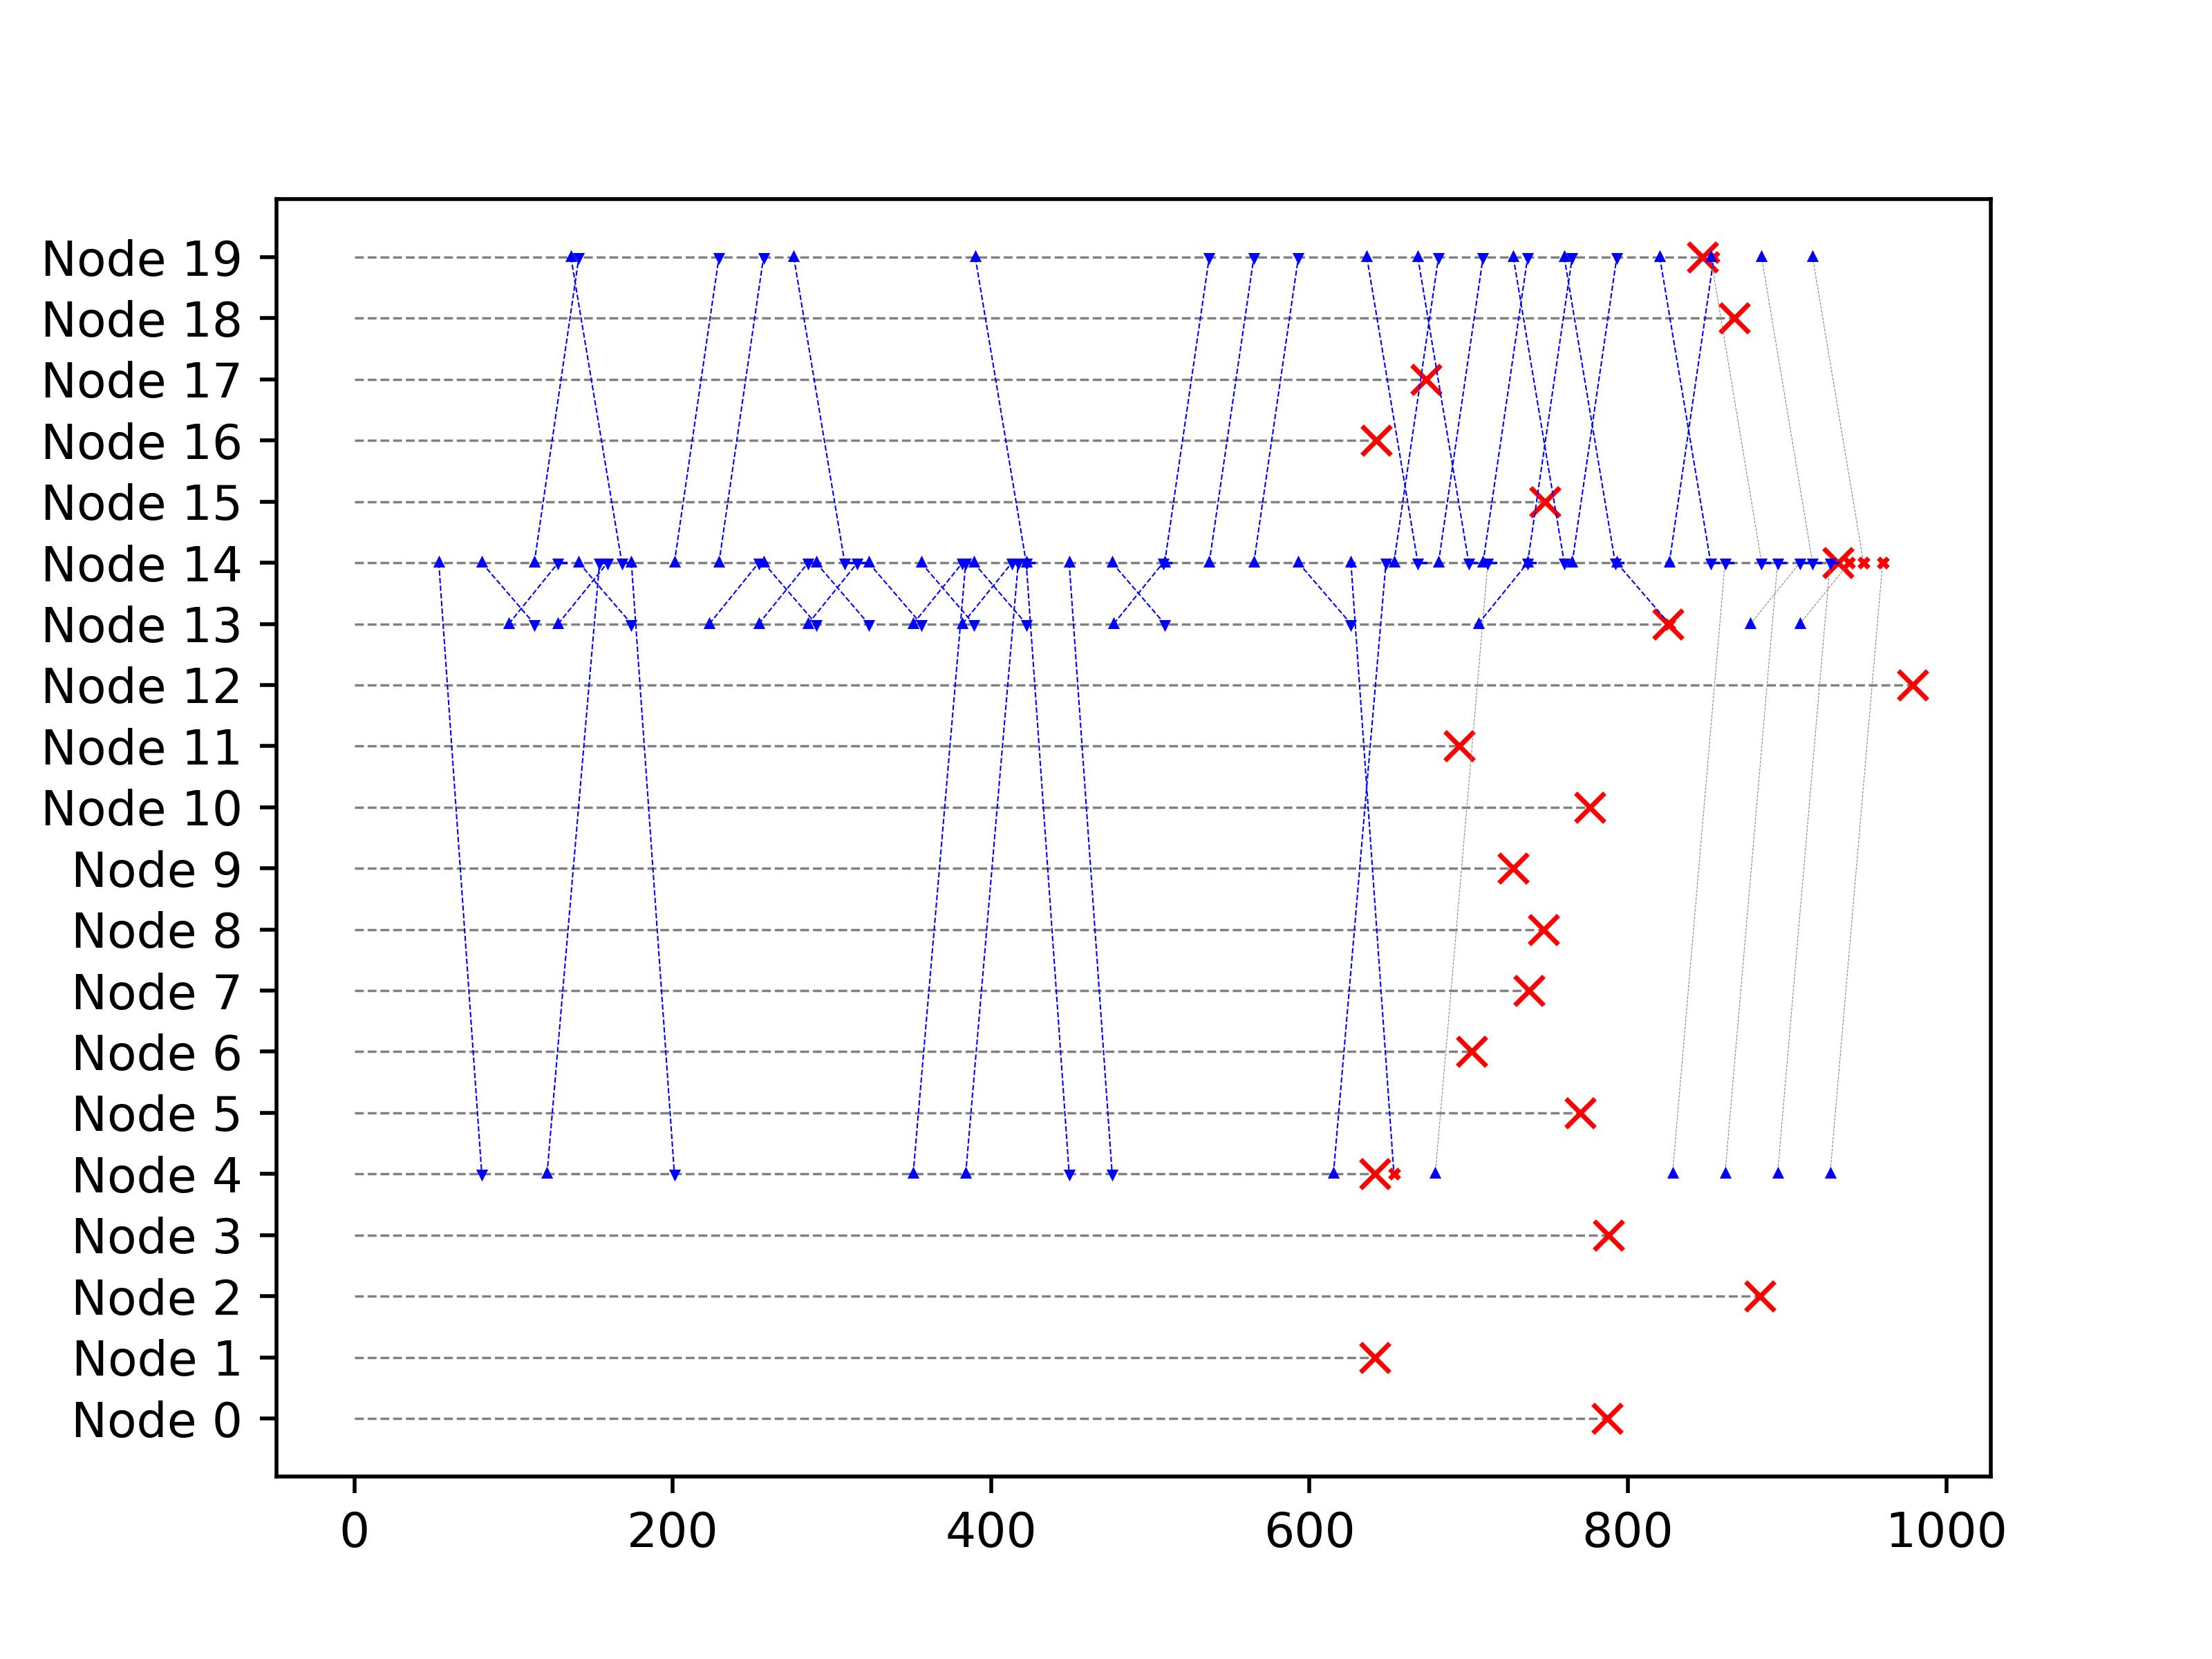 Node 19
Node 18
Node 17
Node 16
Node 15
Node 14
Node 13
Node 12
Node 11
Node 10
Node 9
Node 8
Node 7
Node 6
Node 5
Node 4
Node 3
Node 2
Node 1
Node 0
0 200 400 600 800 1000